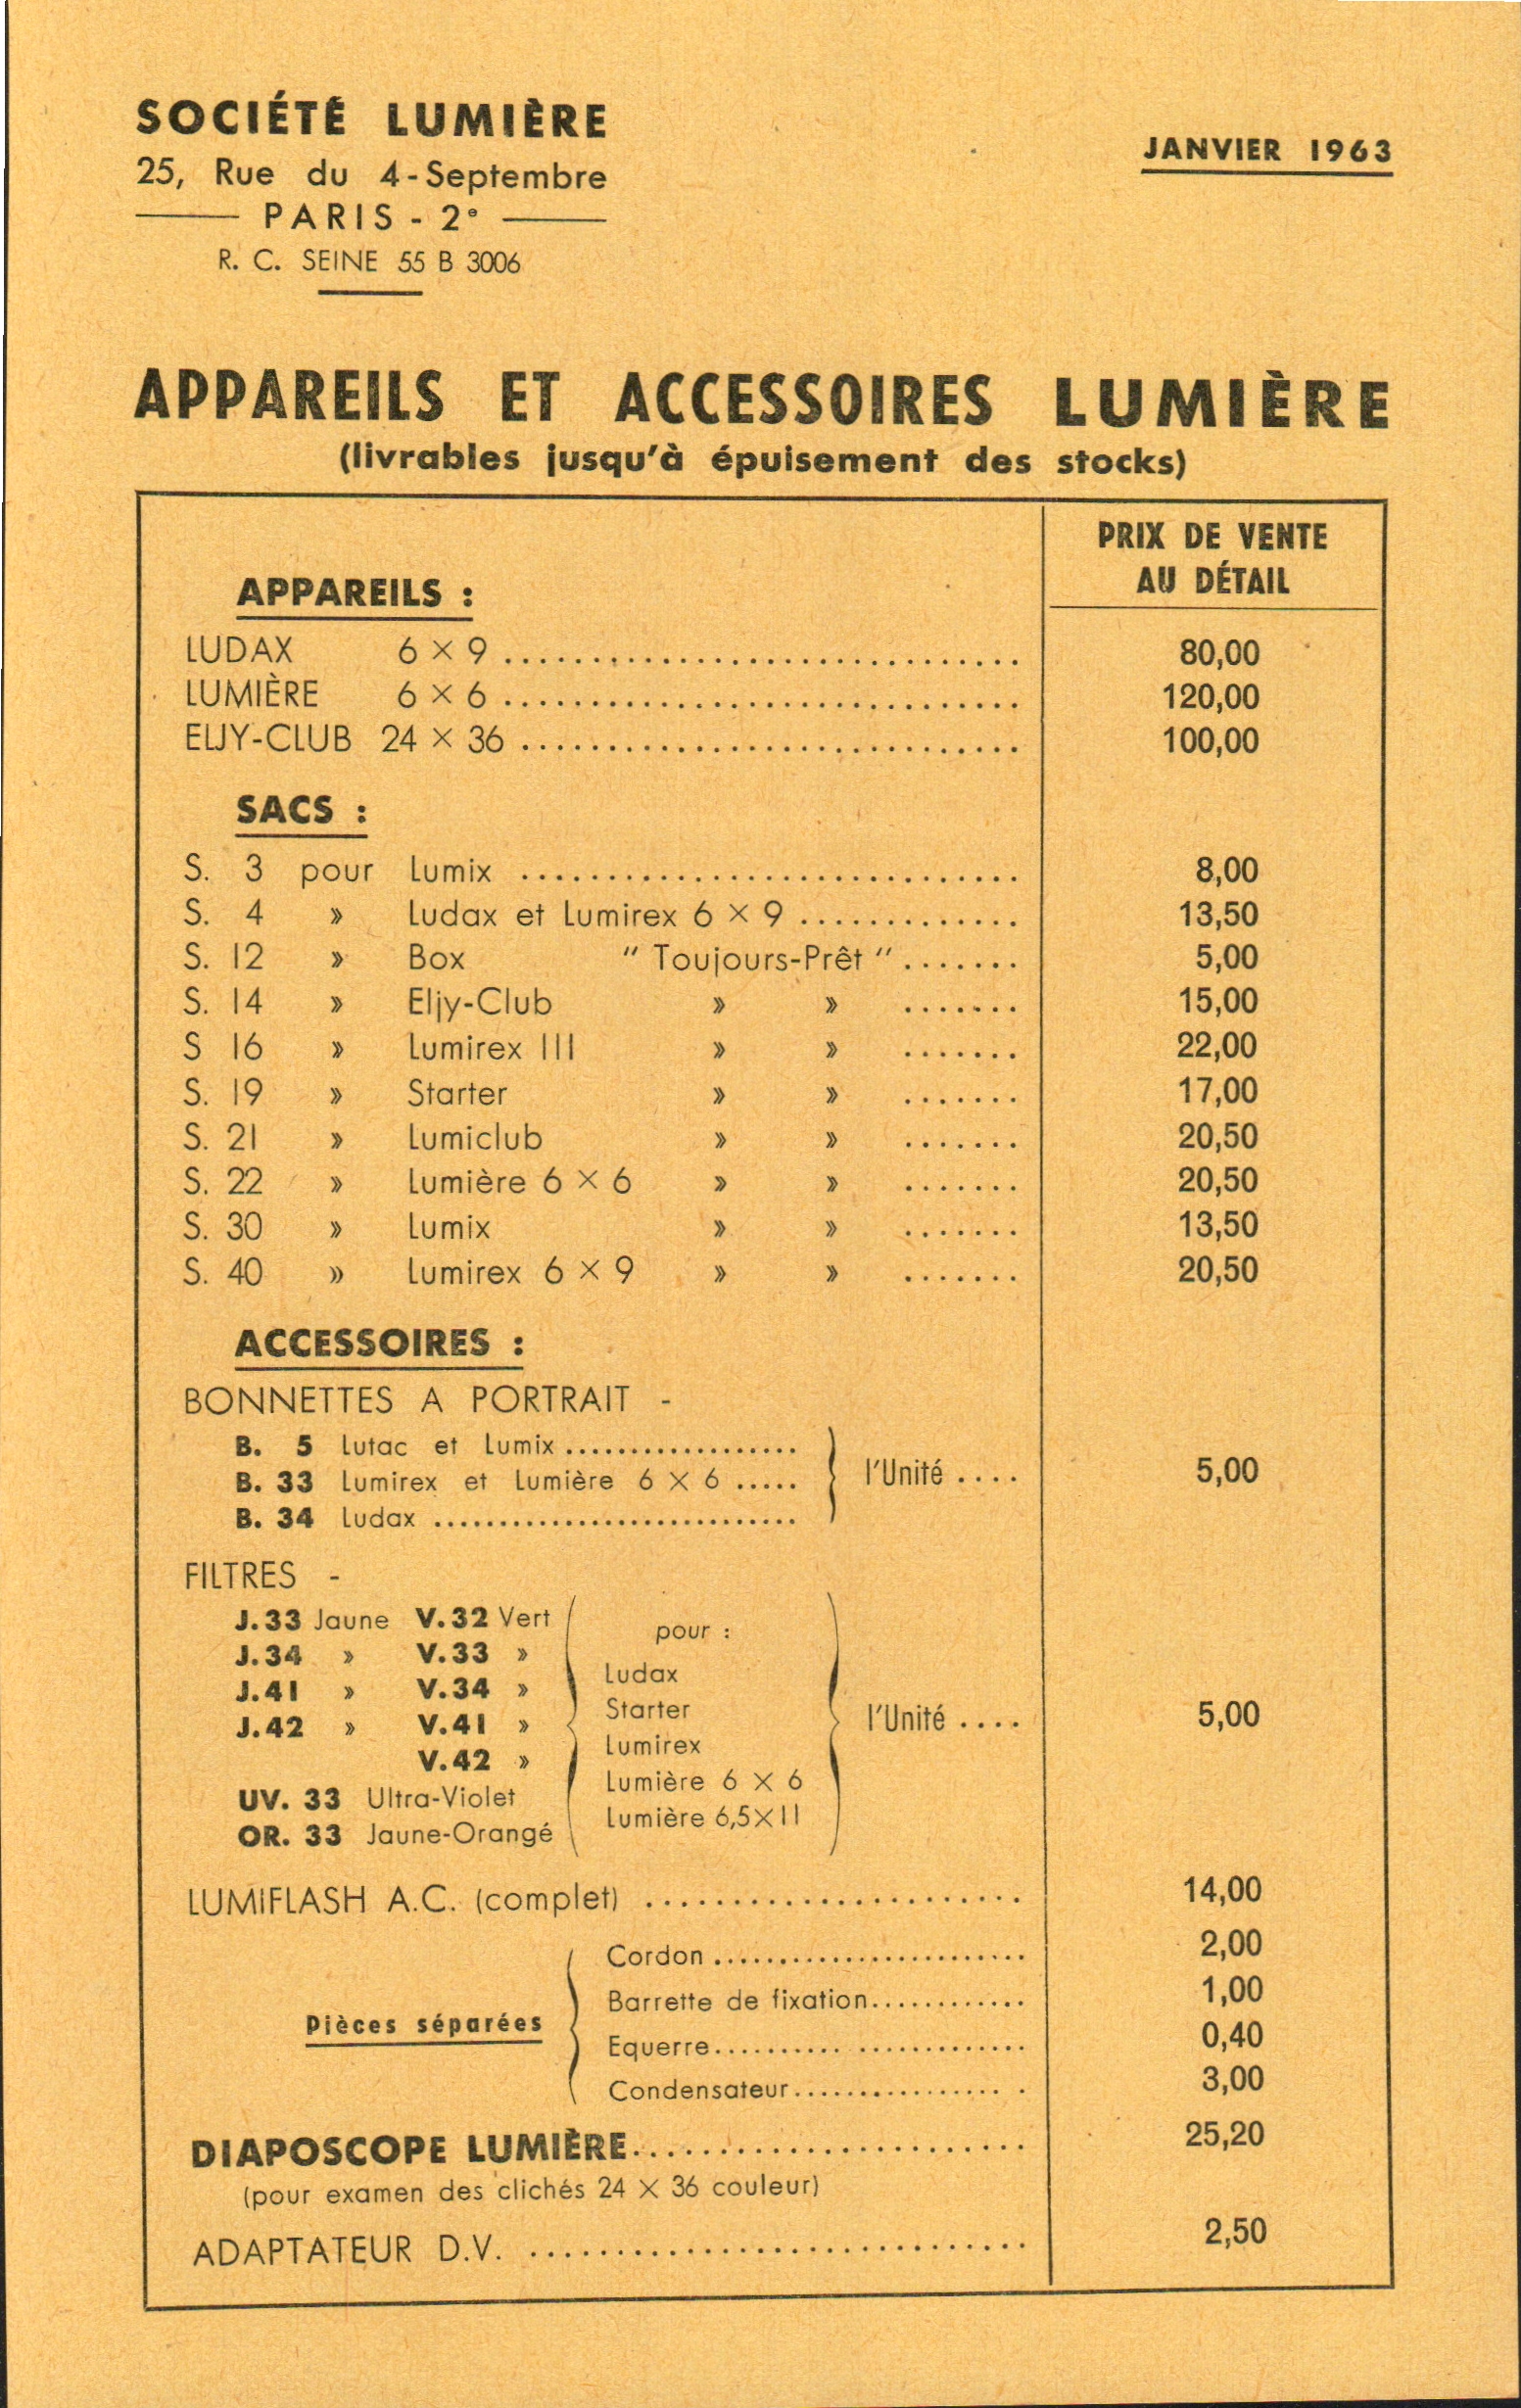 SOCIÉTÉ LUMIÈRE
25, Rue du 4-Septembre
PARIS - 2e
R. C. SEINE 55 B 3006
JANVIER 1963
APPAREILS ET ACCESSOIRES LUMIÈRE
(livrables jusqu'à épuisement des stocks)
PRIX DE VENTE
AU DÉTAIL
APPAREILS :
LUDAX 6 × 9 .............................. 80,00
LUMIÈRE 6 × 6 .............................. 120,00
ELJY-CLUB 24 × 36 ............................. 100,00
SACS :
S. 3 pour Lumix ............................. 8,00
S. 4 » Ludax et Lumirex 6 × 9 ............. 13,50
S. 12 » Box " Toujours-Prêt " ....... 5,00
S. 14 » Eljy-Club » » ....... 15,00
S 16 » Lumirex III » » ....... 22,00
S. 19 » Starter » » ....... 17,00
S. 21 » Lumiclub » » ....... 20,50
S. 22 » Lumière 6 × 6 » » ....... 20,50
S. 30 » Lumix » » ....... 13,50
S. 40 » Lumirex 6 × 9 » » ....... 20,50
ACCESSOIRES :
BONNETTES A PORTRAIT -
B. 5 Lutac et Lumix ..................
B. 33 Lumirex et Lumière 6 × 6 ..... l'Unité .... 5,00
B. 34 Ludax ............................
FILTRES -
J. 33 Jaune V. 32 Vert
J. 34 » V. 33 »
J. 41 » V. 34 »
J. 42 » V. 41 »
V. 42 »
UV. 33 Ultra-Violet
OR. 33 Jaune-Orangé
pour :
Ludax
Starter
Lumirex
Lumière 6 × 6
Lumière 6,5×11
l'Unité .... 5,00
LUMIFLASH A.C. (complet) ...................... 14,00
Pièces séparées
Cordon ........................ 2,00
Barrette de fixation............ 1,00
Equerre.......... ............. 0,40
Condensateur................ . 3,00
DIAPOSCOPE LUMIÈRE....................... 25,20
(pour examen des clichés 24 × 36 couleur)
ADAPTATEUR D.V. ............................. 2,50